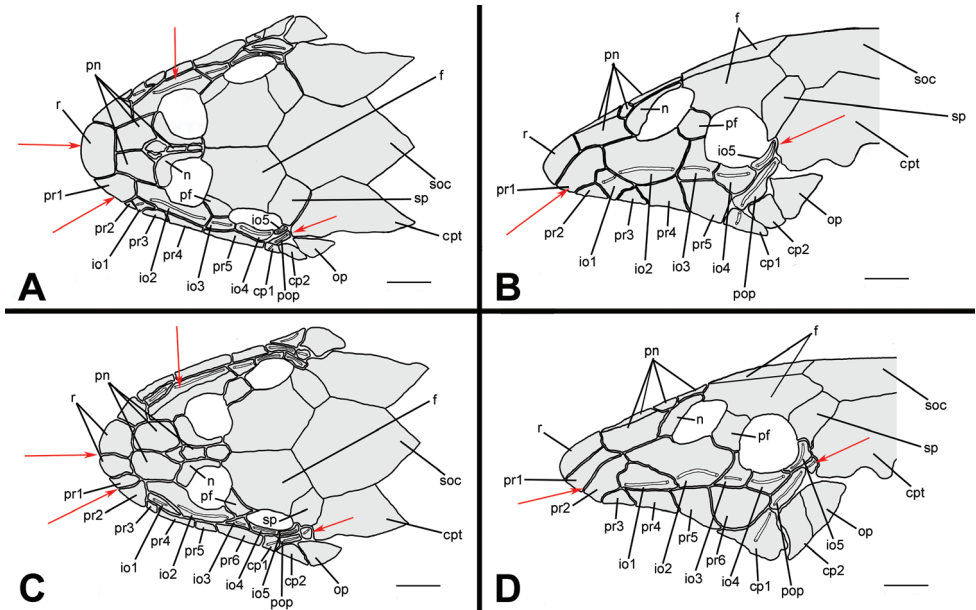 A
pn
r
f
n
pf
io5
soc
sp
cpt
pr1
pr2
pr3
pr4
pr5
io1
io2
io3
io4
cp1
cp2
pop
op
B
f
pn
n
r
pf
io5
soc
sp
cpt
op
pr1
pr2
pr3
pr4
pr5
io1
io2
io3
io4
cp1
cp2
pop
C
pn
r
f
n
pf
sp
soc
cpt
pr1
pr2
pr3
pr4
pr5
pr6
io1
io2
io3
io4
io5
cp1
cp2
pop
op
D
f
pn
n
r
pf
soc
sp
cpt
pr1
pr2
pr3
pr4
pr5
pr6
io1
io2
io3
io4
io5
cp1
cp2
pop
op